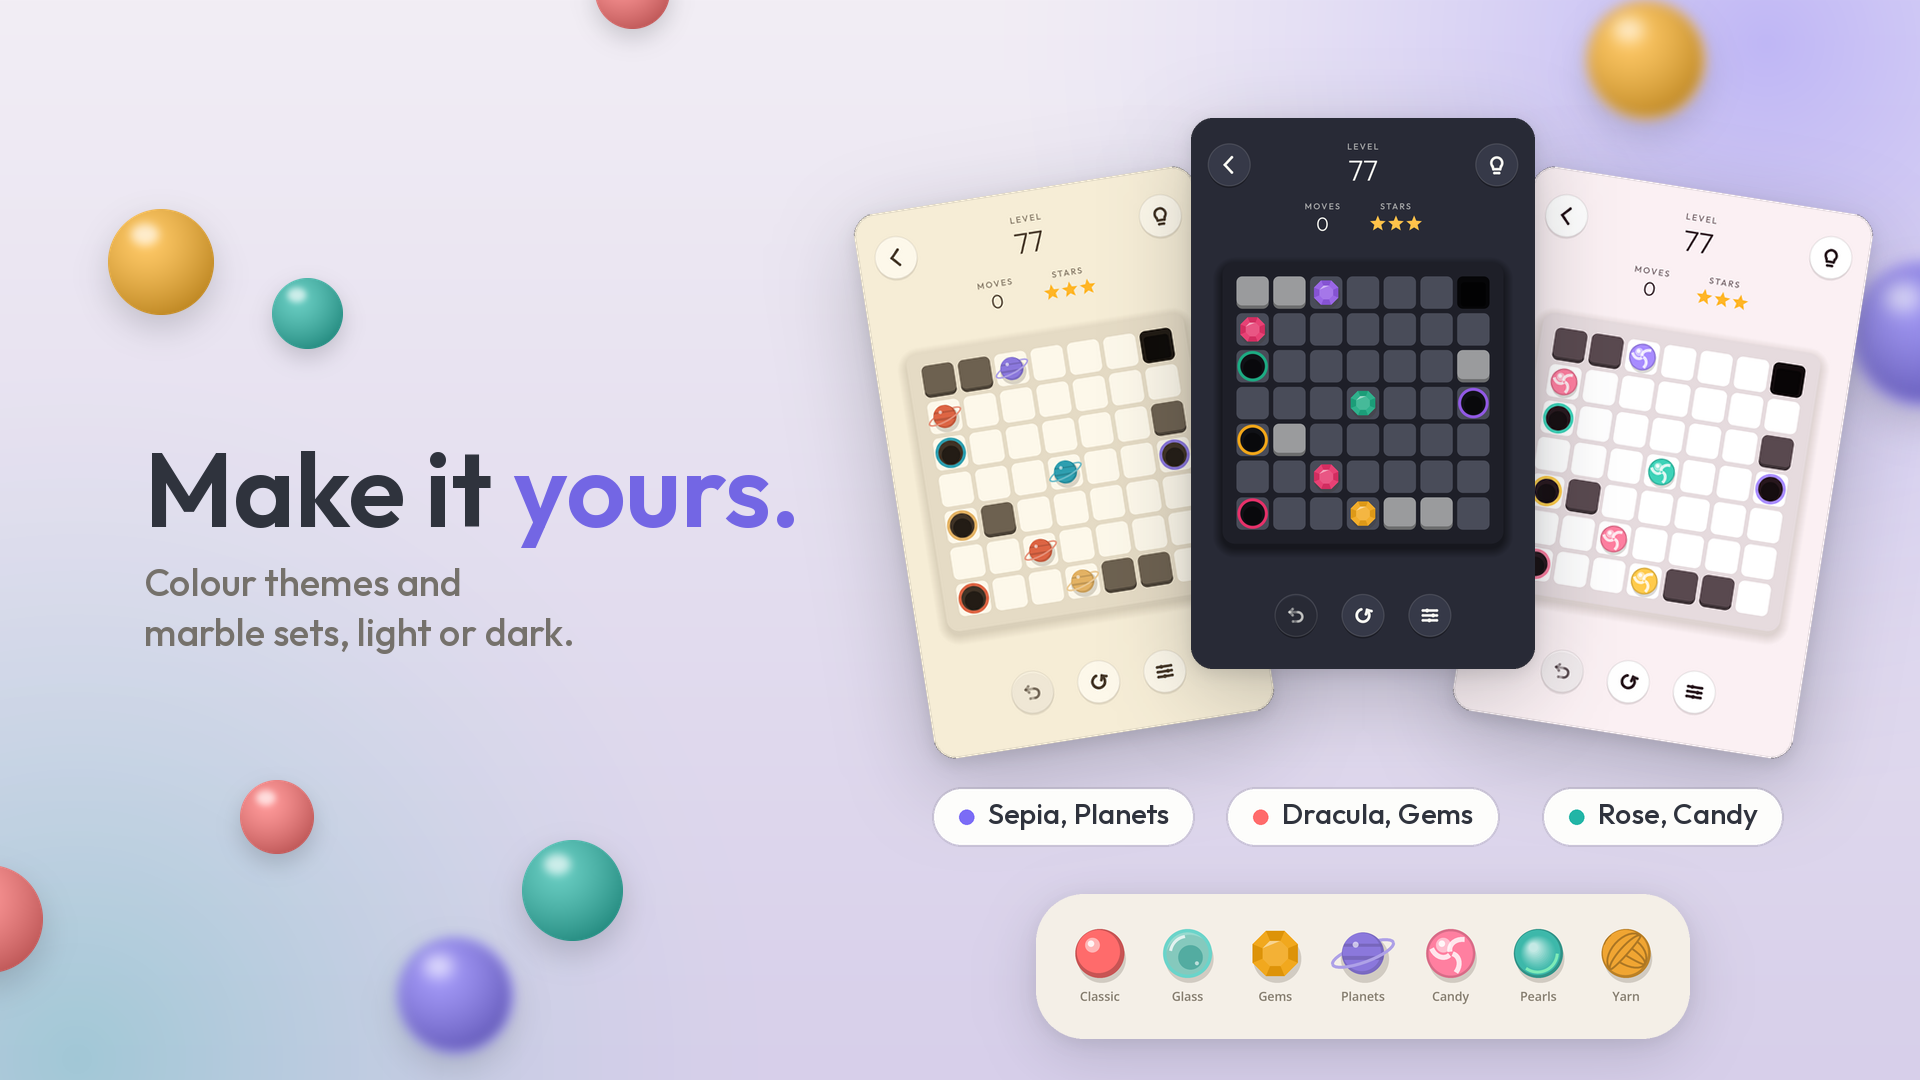 Make it yours.
Colour themes and
marble sets, light or dark.
LEVEL
77
MOVES
0
STARS
LEVEL
77
MOVES
0
STARS
LEVEL
77
MOVES
0
STARS
Sepia, Planets
Dracula, Gems
Rose, Candy
Classic
Glass
Gems
Planets
Candy
Pearls
Yarn